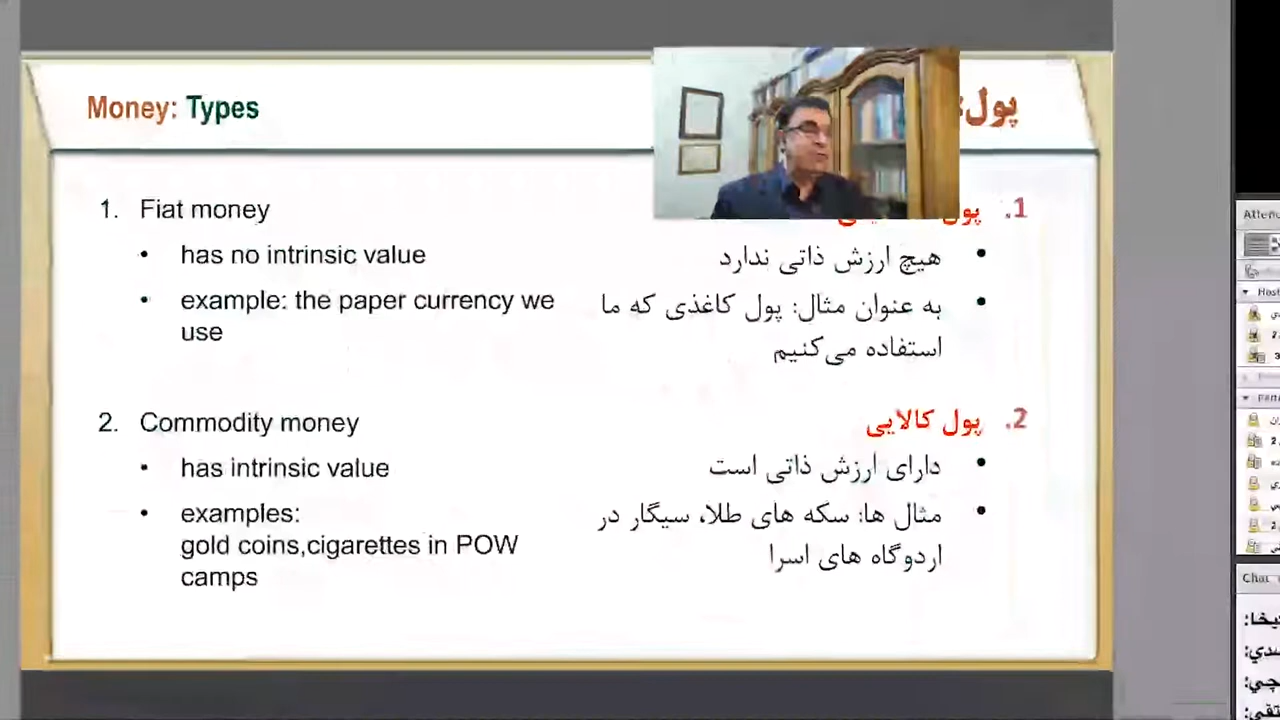 Money: Types
پول:
1. Fiat money
• has no intrinsic value
• example: the paper currency we
use
2. Commodity money
• has intrinsic value
• examples:
gold coins,cigarettes in POW
camps
1. پول
• هیچ ارزش ذاتی ندارد
• به عنوان مثال: پول کاغذی که ما
استفاده می‌کنیم
2. پول کالایی
• دارای ارزش ذاتی است
• مثال ها: سکه های طلا، سیگار در
اردوگاه های اسرا
Chat